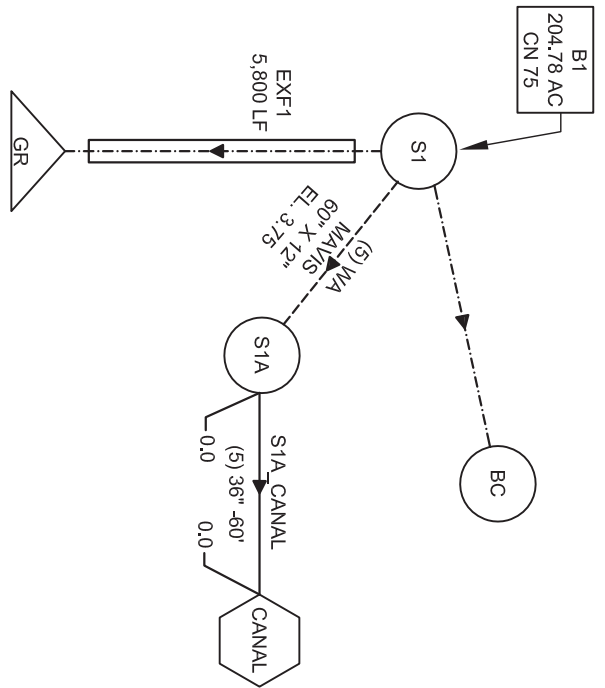 B1
204.78 AC
CN 75
S1
EXF1
5,800 LF
GR
(5) WA
MAVIS
60" X 12"
EL. 3.75
BC
S1A
S1A_CANAL
(5) 36" -60'
0.0
0.0
CANAL